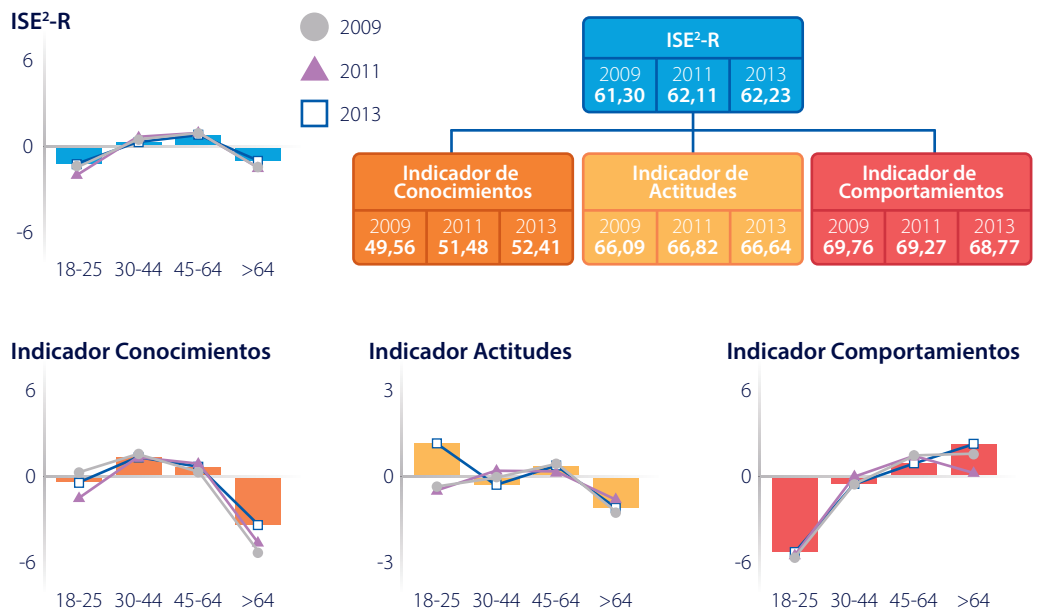 ISE²-R
6
0
-6
18-25 30-44 45-64 >64
2009
2011
2013
ISE²-R
2009 2011 2013
61,30 62,11 62,23
Indicador de
Conocimientos
2009 2011 2013
49,56 51,48 52,41
Indicador de
Actitudes
2009 2011 2013
66,09 66,82 66,64
Indicador de
Comportamientos
2009 2011 2013
69,76 69,27 68,77
Indicador Conocimientos
6
0
-6
18-25 30-44 45-64 >64
Indicador Actitudes
3
0
-3
18-25 30-44 45-64 >64
Indicador Comportamientos
6
0
-6
18-25 30-44 45-64 >64